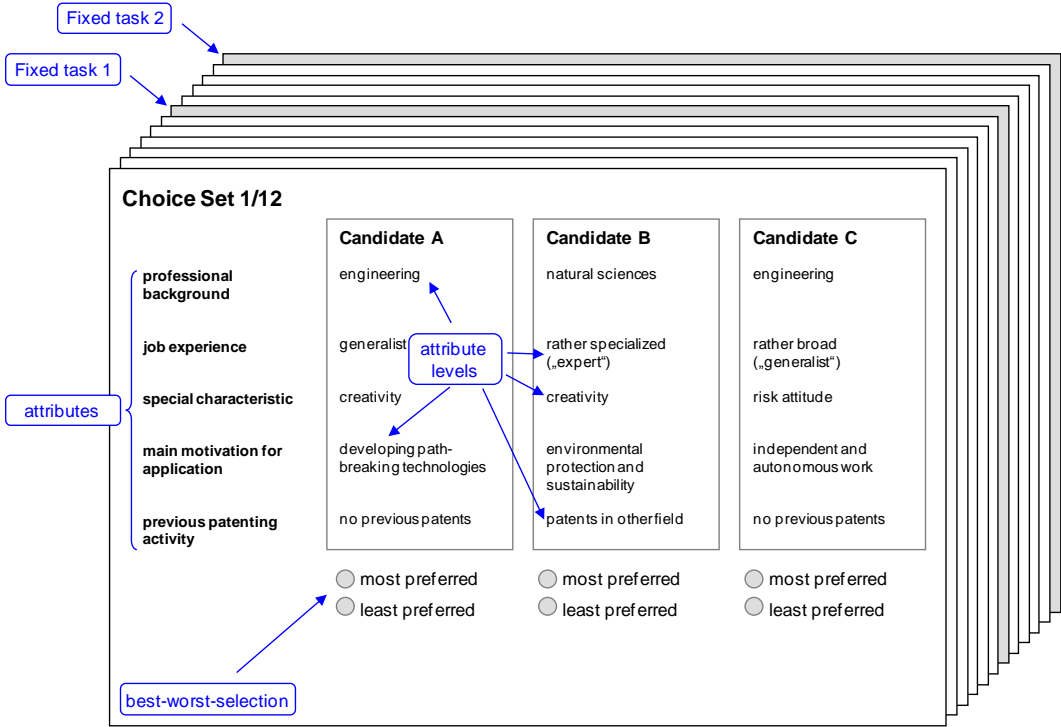 Fixed task 2
Fixed task 1
Choice Set 1/12
Candidate A
Candidate B
Candidate C
professional
background
engineering
natural sciences
engineering
job experience
generalist
rather specialized
(„expert“)
rather broad
(„generalist“)
attribute
levels
attributes
special characteristic
creativity
creativity
risk attitude
main motivation for
application
developing path-
breaking technologies
environmental
protection and
sustainability
independent and
autonomous work
previous patenting
activity
no previous patents
patents in other field
no previous patents
most preferred
most preferred
most preferred
least preferred
least preferred
least preferred
best-worst-selection